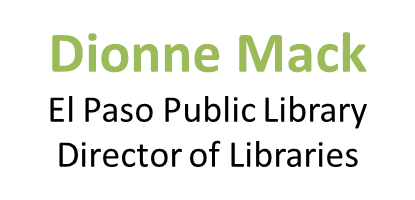 Dionne Mack
El Paso Public Library
Director of Libraries